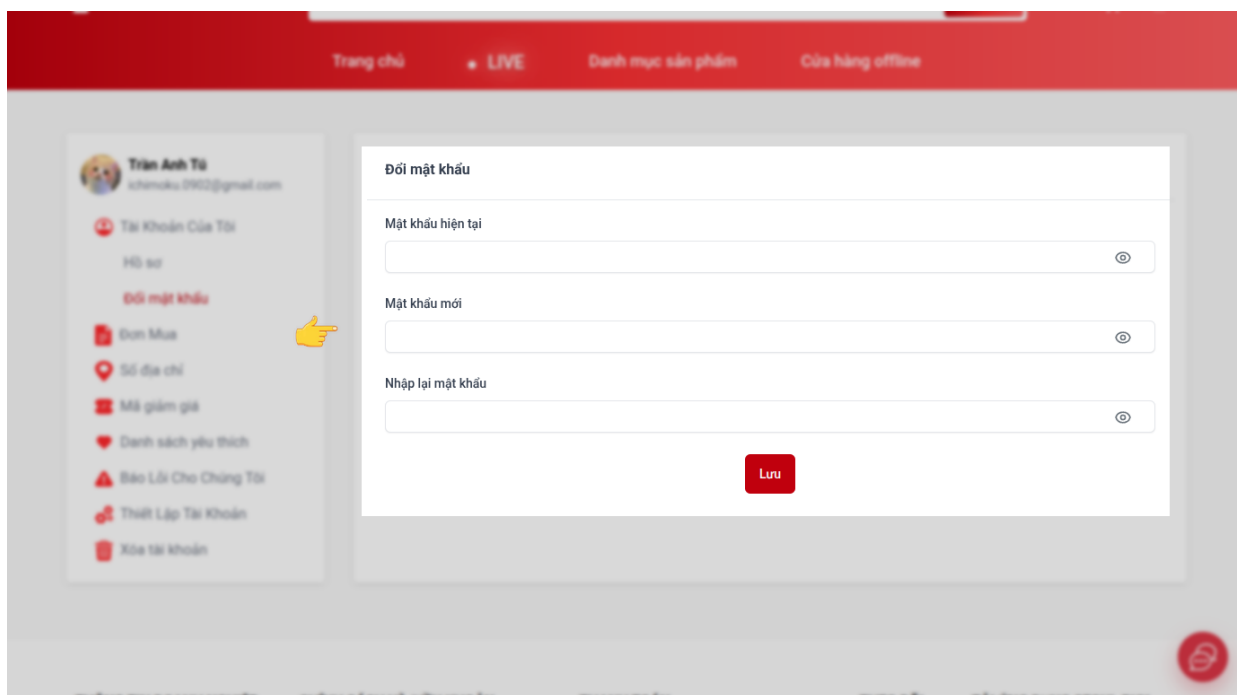 Trang chủ
LIVE
Danh mục sản phẩm
Cửa hàng offline
Trần Anh Tú
ichimoku.0902@gmail.com
Tài Khoản Của Tôi
Hồ sơ
Đổi mật khẩu
Đơn Mua
Sổ địa chỉ
Mã giảm giá
Danh sách yêu thích
Báo Lỗi Cho Chúng Tôi
Thiết Lập Tài Khoản
Xóa tài khoản
Đổi mật khẩu
Mật khẩu hiện tại
Mật khẩu mới
Nhập lại mật khẩu
Lưu